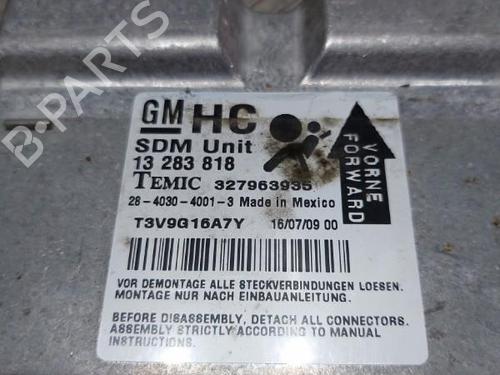 B-Parts
GM HC
SDM Unit
13 283 818
TEMIC 327963935
28-4030-4001-3 Made in Mexico
T3V9G16A7Y 16/07/09 00
VORNE
FORWARD
VOR DEMONTAGE ALLE STECKVERBINDUNGEN LOESEN.
MONTAGE NUR NACH EINBAUANLEITUNG.
BEFORE DISASSEMBLY, DETACH ALL CONNECTORS.
ASSEMBLY STRICTLY ACCORDING TO MANUAL
INSTRUCTIONS.